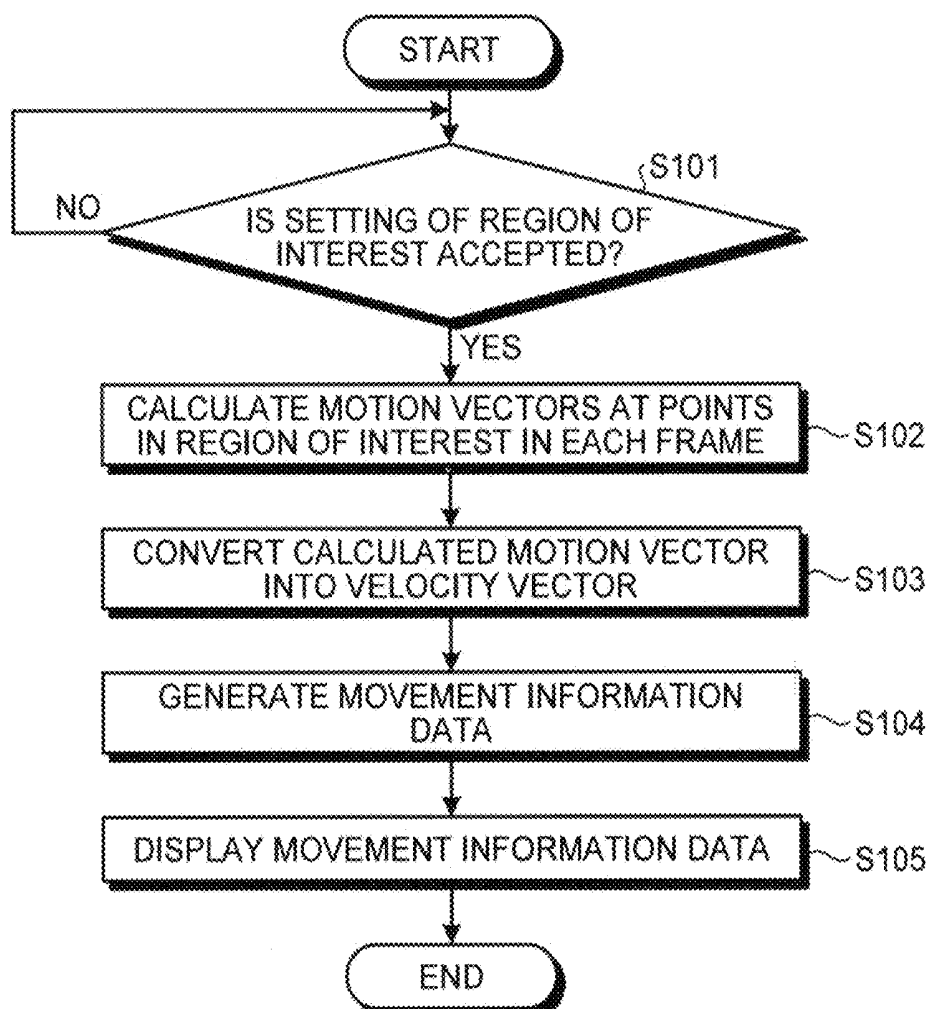 START
S101
NO
IS SETTING OF REGION OF
INTEREST ACCEPTED?
YES
CALCULATE MOTION VECTORS AT POINTS
IN REGION OF INTEREST IN EACH FRAME
S102
CONVERT CALCULATED MOTION VECTOR
INTO VELOCITY VECTOR
S103
GENERATE MOVEMENT INFORMATION
DATA
S104
DISPLAY MOVEMENT INFORMATION DATA
S105
END